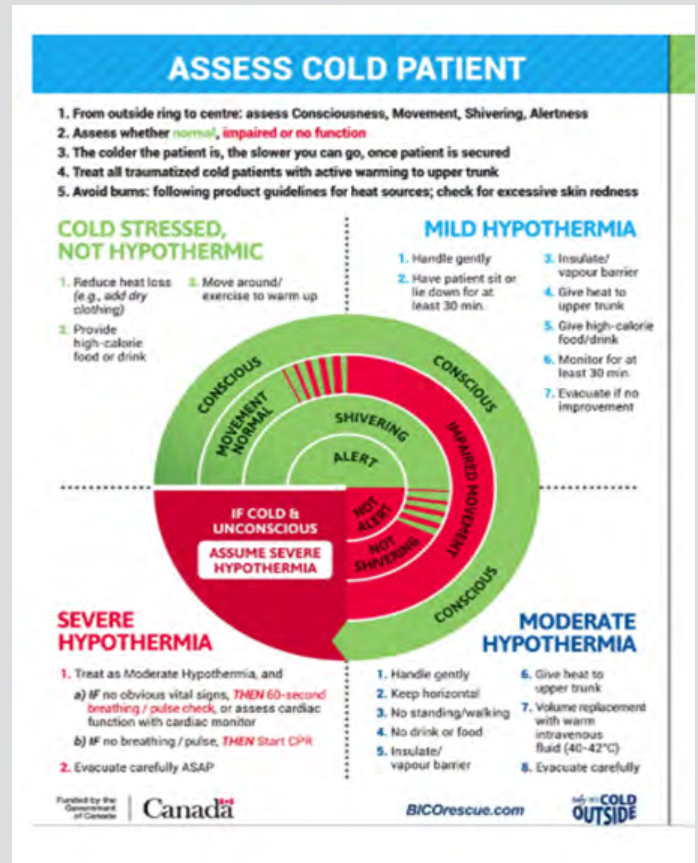 ASSESS COLD PATIENT
1. From outside ring to centre: assess Consciousness, Movement, Shivering, Alertness
2. Assess whether normal, impaired or no function
3. The colder the patient is, the slower you can go, once patient is secured
4. Treat all traumatized cold patients with active warming to upper trunk
5. Avoid burns: following product guidelines for heat sources; check for excessive skin redness
COLD STRESSED,
NOT HYPOTHERMIC
1. Reduce heat loss
(e.g., add dry
clothing)
2. Provide
high-calorie
food or drink
3. Move around/
exercise to warm up
MILD HYPOTHERMIA
1. Handle gently
2. Have patient sit or
lie down for at
least 30 min.
3. Insulate/
vapour barrier
4. Give heat to
upper trunk
5. Give high-calorie
food/drink
6. Monitor for at
least 30 min.
7. Evacuate if no
improvement
CONSCIOUS
CONSCIOUS
MOVEMENT
NORMAL
SHIVERING
ALERT
IMPAIRED MOVEMENT
NOT
ALERT
NOT
SHIVERING
CONSCIOUS
IF COLD &
UNCONSCIOUS
ASSUME SEVERE
HYPOTHERMIA
SEVERE
HYPOTHERMIA
1. Treat as Moderate Hypothermia, and
a) IF no obvious vital signs, THEN 60-second
breathing / pulse check, or assess cardiac
function with cardiac monitor
b) IF no breathing / pulse, THEN Start CPR
2. Evacuate carefully ASAP
MODERATE
HYPOTHERMIA
1. Handle gently
2. Keep horizontal
3. No standing/walking
4. No drink or food
5. Insulate/
vapour barrier
6. Give heat to
upper trunk
7. Volume replacement
with warm
intravenous
fluid (40-42°C)
8. Evacuate carefully
Funded by the
Government
of Canada
Canada
BICOrescue.com
COLD
OUTSIDE